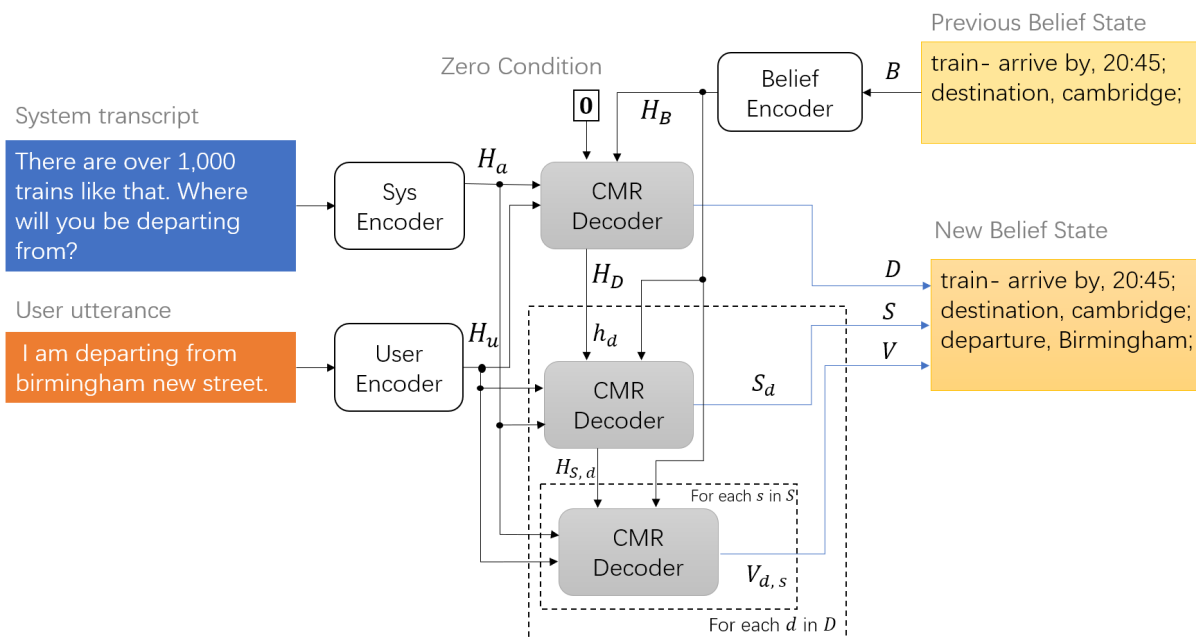 Previous Belief State
train- arrive by, 20:45;
destination, cambridge;
B
Belief
Encoder
Zero Condition
0
H_B
System transcript
There are over 1,000
trains like that. Where
will you be departing
from?
Sys
Encoder
H_a
CMR
Decoder
New Belief State
train- arrive by, 20:45;
destination, cambridge;
departure, Birmingham;
D
S
V
H_D
User utterance
I am departing from
birmingham new street.
User
Encoder
H_u
h_d
CMR
Decoder
S_d
H_{S,d}
For each s in S
CMR
Decoder
V_{d,s}
For each d in D